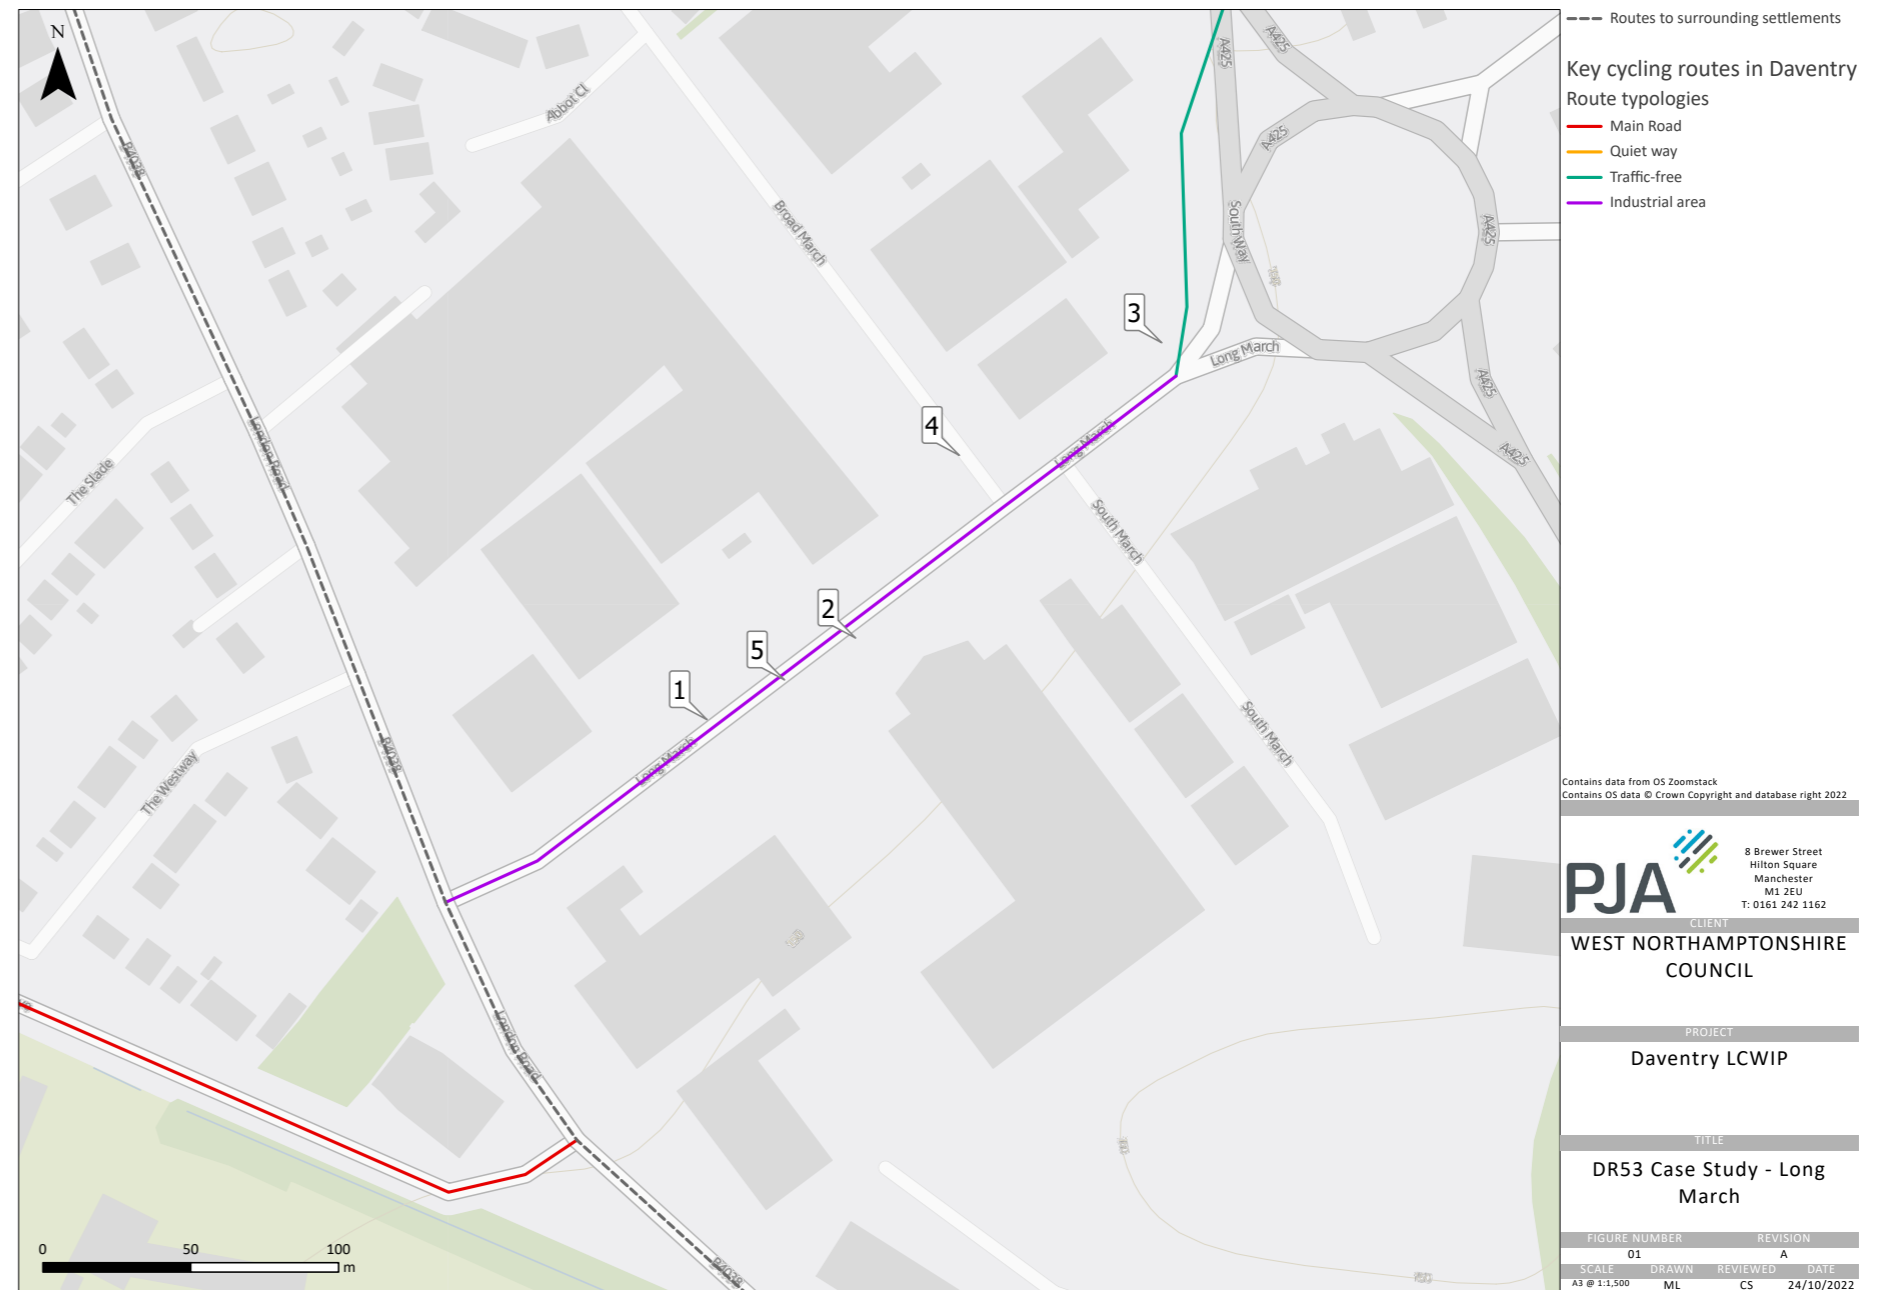 N
Abbot Cl
A425
A425
A425
A425
A425
A425
B4038
Broad March
South Way
3
Long March
London Road
4
Long March
The Slade
South March
2
5
1
Long March
South March
B4038
The Westway
London Road
B4038
0 50 100
m
Routes to surrounding settlements
Key cycling routes in Daventry
Route typologies
Main Road
Quiet way
Traffic-free
Industrial area
Contains data from OS Zoomstack
Contains OS data © Crown Copyright and database right 2022
PJA
8 Brewer Street
Hilton Square
Manchester
M1 2EU
T: 0161 242 1162
CLIENT
WEST NORTHAMPTONSHIRE
COUNCIL
PROJECT
Daventry LCWIP
TITLE
DR53 Case Study - Long
March
FIGURE NUMBER REVISION
01 A
SCALE DRAWN REVIEWED DATE
A3 @ 1:1,500 ML CS 24/10/2022